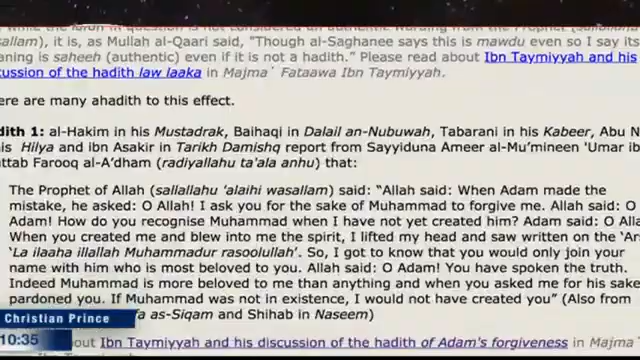 sallam), it is, as Mullah al-Qaari said, "Though al-Saghanee says this is mawdu even so I say its
aning is saheeh (authentic) even if it is not a hadith." Please read about Ibn Taymiyyah and his
cussion of the hadith law laaka in Majma` Fataawa Ibn Taymiyyah.
ere are many ahadith to this effect.
dith 1: al-Hakim in his Mustadrak, Baihaqi in Dalail an-Nubuwah, Tabarani in his Kabeer, Abu N
his Hilya and ibn Asakir in Tarikh Damishq report from Sayyiduna Ameer al-Mu'mineen 'Umar ib
attab Farooq al-A'dham (radiyallahu ta'ala anhu) that:
The Prophet of Allah (sallallahu 'alaihi wasallam) said: "Allah said: When Adam made the
mistake, he asked: O Allah! I ask you for the sake of Muhammad to forgive me. Allah said: O
Adam! How do you recognise Muhammad when I have not yet created him? Adam said: O Alla
When you created me and blew into me the spirit, I lifted my head and saw written on the 'Ar
'La ilaaha illallah Muhammadur rasoolullah'. So, I got to know that you would only join your
name with him who is most beloved to you. Allah said: O Adam! You have spoken the truth.
Indeed Muhammad is more beloved to me than anything and when you asked me for his sake
pardoned you. If Muhammad was not in existence, I would not have created you" (Also from
fa as-Siqam and Shihab in Naseem)
Christian Prince
10:35
out Ibn Taymiyyah and his discussion of the hadith of Adam's forgiveness in Majma